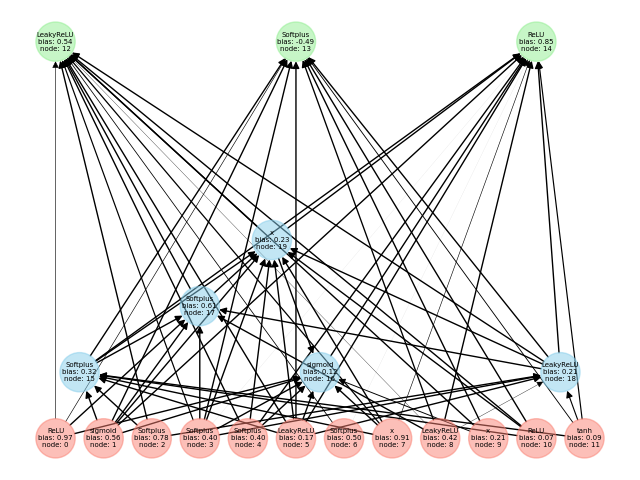 LeakyReLU
bias: 0.54
node: 12
Softplus
bias: -0.49
node: 13
ReLU
bias: 0.85
node: 14
x
bias: 0.23
node: 19
Softplus
bias: 0.61
node: 17
Softplus
bias: 0.32
node: 15
sigmoid
bias: 0.12
node: 16
LeakyReLU
bias: 0.21
node: 18
ReLU
bias: 0.97
node: 0
sigmoid
bias: 0.56
node: 1
Softplus
bias: 0.78
node: 2
Softplus
bias: 0.40
node: 3
Softplus
bias: 0.40
node: 4
LeakyReLU
bias: 0.17
node: 5
Softplus
bias: 0.50
node: 6
x
bias: 0.91
node: 7
LeakyReLU
bias: 0.42
node: 8
x
bias: 0.21
node: 9
ReLU
bias: 0.07
node: 10
tanh
bias: 0.09
node: 11